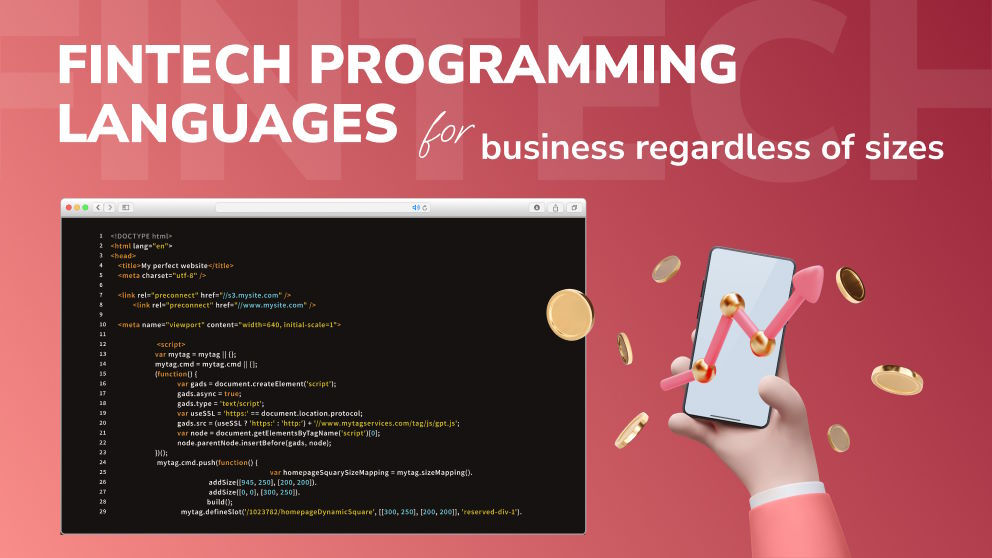 FINTECH
FINTECH PROGRAMMING
LANGUAGES for business regardless of sizes
1 <!DOCTYPE html>
2 <html lang="en">
3 <head>
4 <title>My perfect website</title>
5 <meta charset="utf-8" />
6
7 <link rel="preconnect" href="//s3.mysite.com" />
8 <link rel="preconnect" href="//www.mysite.com" />
9
10 <meta name="viewport" content="width=640, initial-scale=1">
11
12 <script>
13 var mytag = mytag || {};
14 mytag.cmd = mytag.cmd || {};
15 (function() {
16 var gads = document.createElement('script');
17 gads.async = true;
18 gads.type = 'text/script';
19 var useSSL = 'https:' == document.location.protocol;
20 gads.src = (useSSL ? 'https:' : 'http:') + '//www.mytagservices.com/tag/js/gpt.js';
21 var node = document.getElementsByTagName('script')[0];
22 node.parentNode.insertBefore(gads, node);
23 })();
24 mytag.cmd.push(function() {
25 var homepageSquarySizeMapping = mytag.sizeMapping().
26 addSize([945, 250], [200, 200]).
27 addSize([0, 0], [300, 250]).
28 build();
29 mytag.defineSlot('/1023782/homepageDynamicSquare', [[300, 250], [200, 200]], 'reserved-div-1').